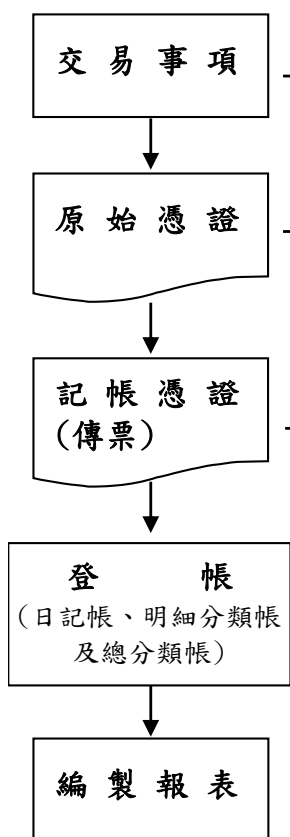 交易事項
原始憑證
記帳憑證
(傳票)
登帳
（日記帳、明細分類帳
及總分類帳）
編製報表